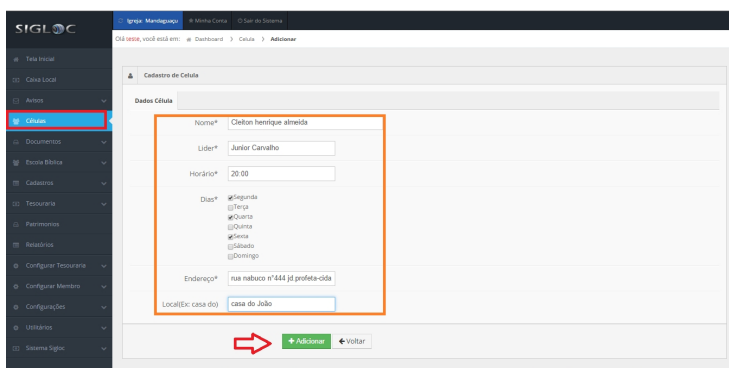 SIGLOC
Igreja: Mandaguaçu Minha Conta Sair do Sistema
Olá teste, você está em: Dashboard > Celula > Adicionar
Tela Inicial
Caixa Local
Avisos
Células
Documentos
Escola Bíblica
Cadastros
Tesouraria
Patrimonios
Relatórios
Configurar Tesouraria
Configurar Membro
Configurações
Utilitários
Sistema Sigloc
Cadastro de Celula
Dados Célula
Nome* Cleiton henrique almeida
Lider* Junior Carvalho
Horário* 20:00
Dias* Segunda
Terça
Quarta
Quinta
Sexta
Sábado
Domingo
Endereço* rua nabuco n°444 jd profeta-cida
Local(Ex: casa do) casa do João
+ Adicionar Voltar